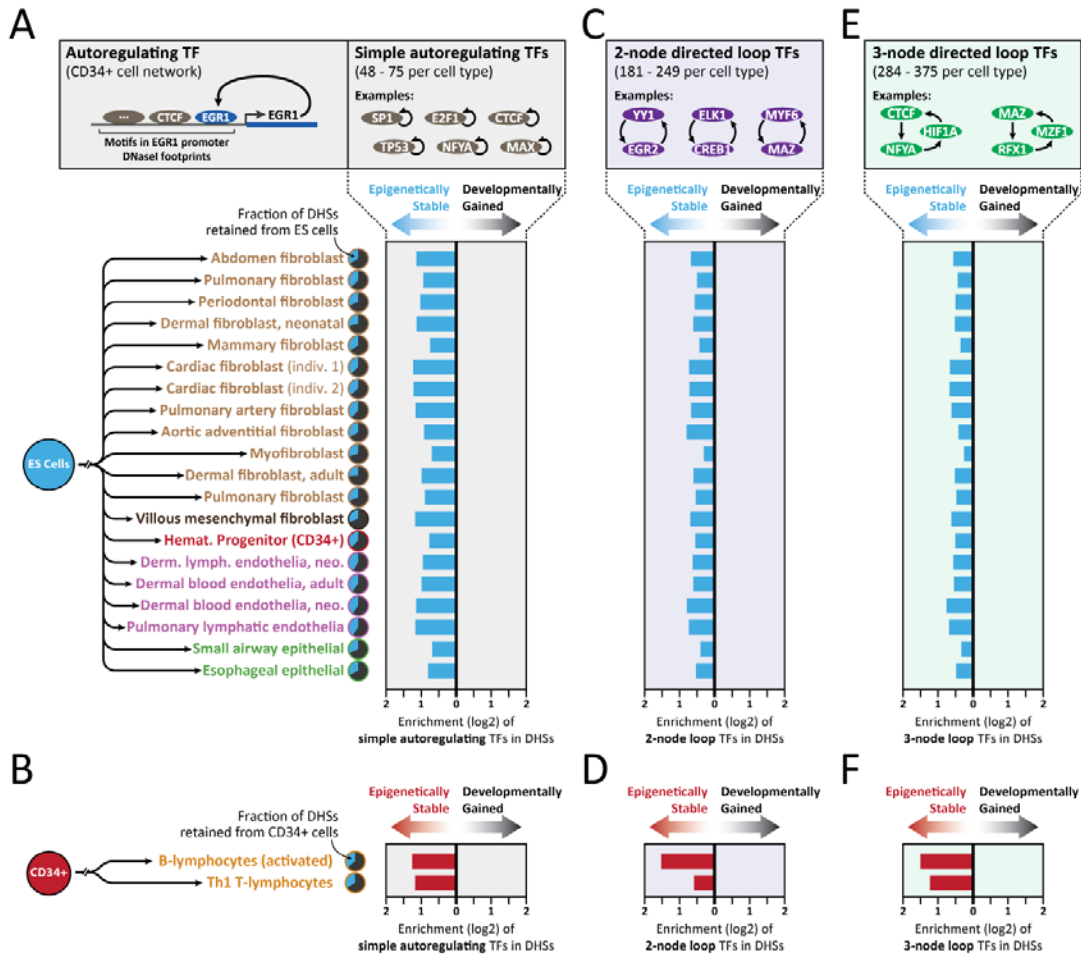 A
Autoregulating TF
(CD34+ cell network)
...
CTCF
EGR1
EGR1
Motifs in EGR1 promoter
DNaseI footprints
Simple autoregulating TFs
(48 - 75 per cell type)
Examples:
SP1
E2F1
CTCF
TP53
NFYA
MAX
C
2-node directed loop TFs
(181 - 249 per cell type)
Examples:
YY1
ELK1
MYF6
EGR2
CREB1
MAZ
E
3-node directed loop TFs
(284 - 375 per cell type)
Examples:
CTCF
HIF1A
NFYA
MAZ
MZF1
RFX1
Epigenetically
Stable
Developmentally
Gained
Epigenetically
Stable
Developmentally
Gained
Epigenetically
Stable
Developmentally
Gained
Fraction of DHSs
retained from ES cells
ES Cells
Abdomen fibroblast
Pulmonary fibroblast
Periodontal fibroblast
Dermal fibroblast, neonatal
Mammary fibroblast
Cardiac fibroblast (indiv. 1)
Cardiac fibroblast (indiv. 2)
Pulmonary artery fibroblast
Aortic adventitial fibroblast
Myofibroblast
Dermal fibroblast, adult
Pulmonary fibroblast
Villous mesenchymal fibroblast
Hemat. Progenitor (CD34+)
Derm. lymph. endothelia, neo.
Dermal blood endothelia, adult
Dermal blood endothelia, neo.
Pulmonary lymphatic endothelia
Small airway epithelial
Esophageal epithelial
2 1 0 1 2
Enrichment (log2) of
simple autoregulating TFs in DHSs
2 1 0 1 2
Enrichment (log2) of
2-node loop TFs in DHSs
2 1 0 1 2
Enrichment (log2) of
3-node loop TFs in DHSs
B
Fraction of DHSs
retained from CD34+ cells
CD34+
B-lymphocytes (activated)
Th1 T-lymphocytes
Epigenetically
Stable
Developmentally
Gained
2 1 0 1 2
Enrichment (log2) of
simple autoregulating TFs in DHSs
D
Epigenetically
Stable
Developmentally
Gained
2 1 0 1 2
Enrichment (log2) of
2-node loop TFs in DHSs
F
Epigenetically
Stable
Developmentally
Gained
2 1 0 1 2
Enrichment (log2) of
3-node loop TFs in DHSs